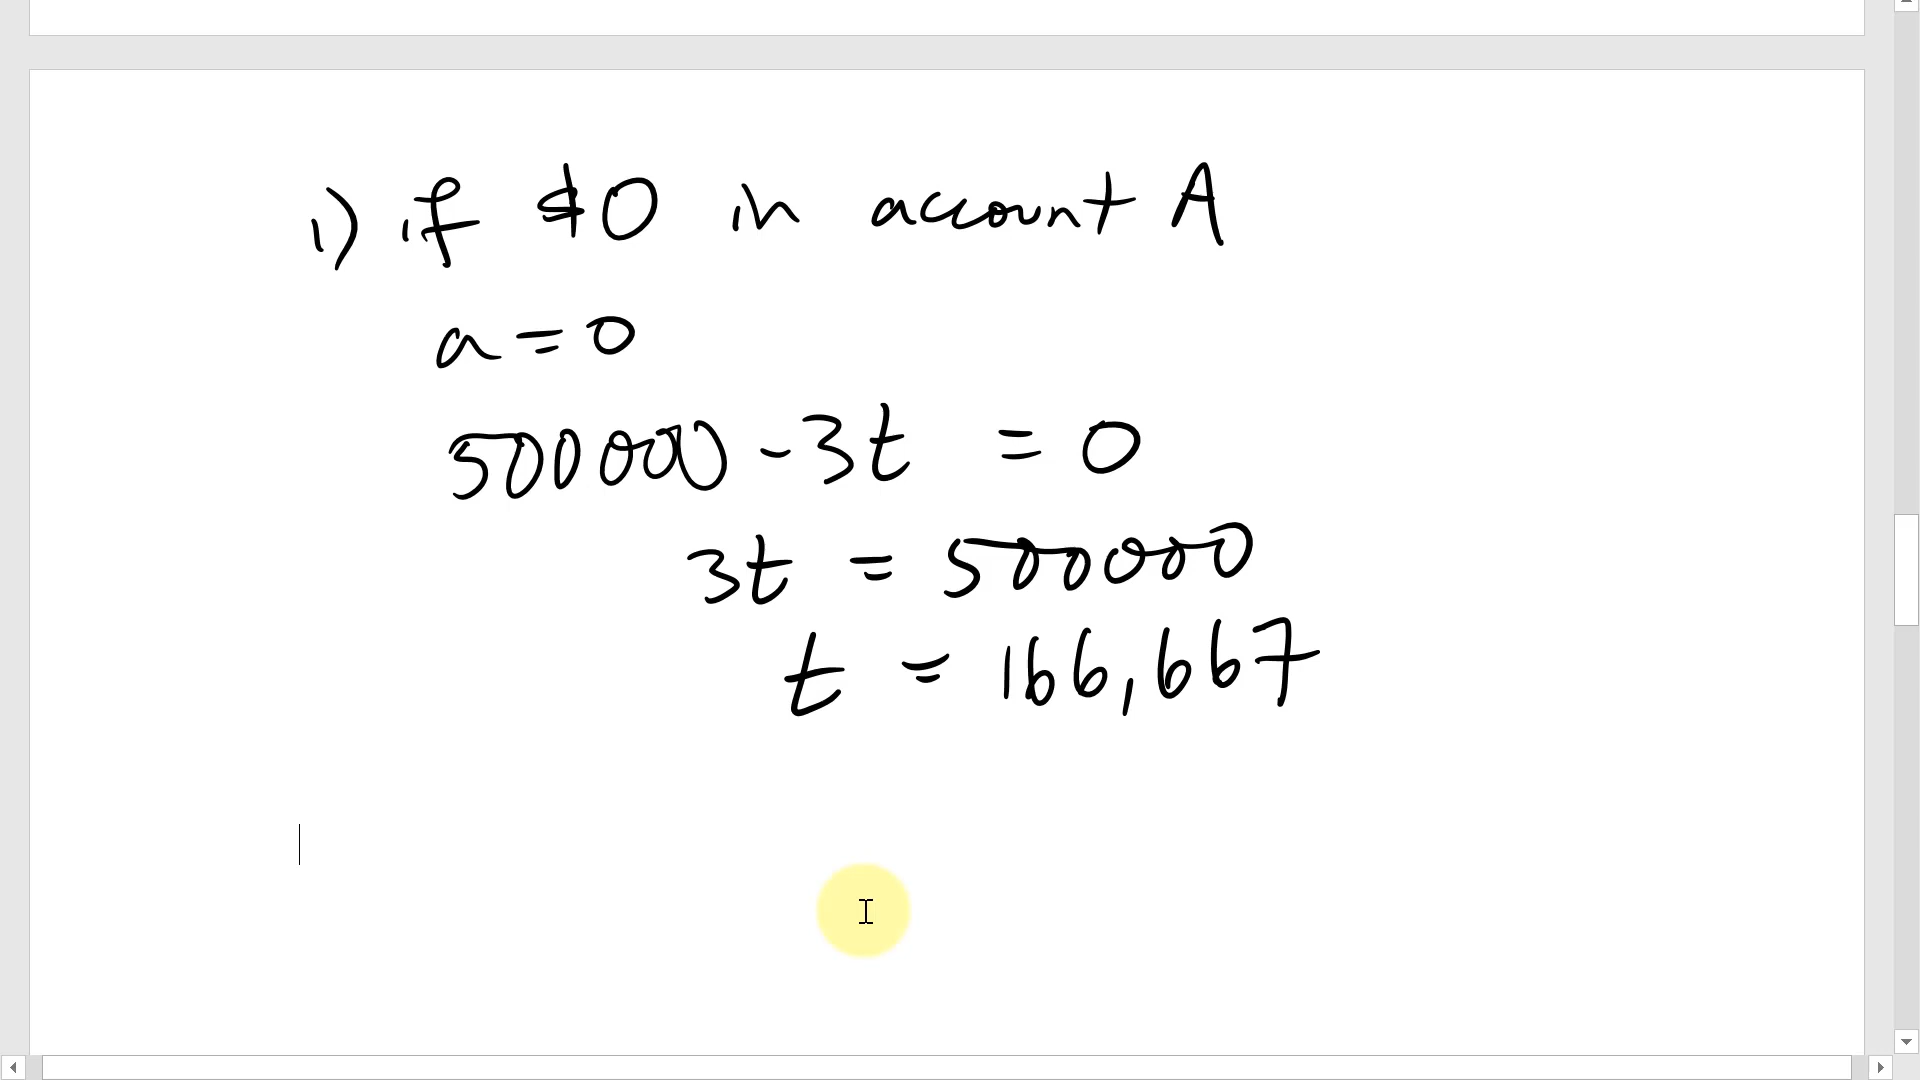 1) if $0 in account A
a = 0
500000 - 3t = 0
3t = 500000
t = 166,667